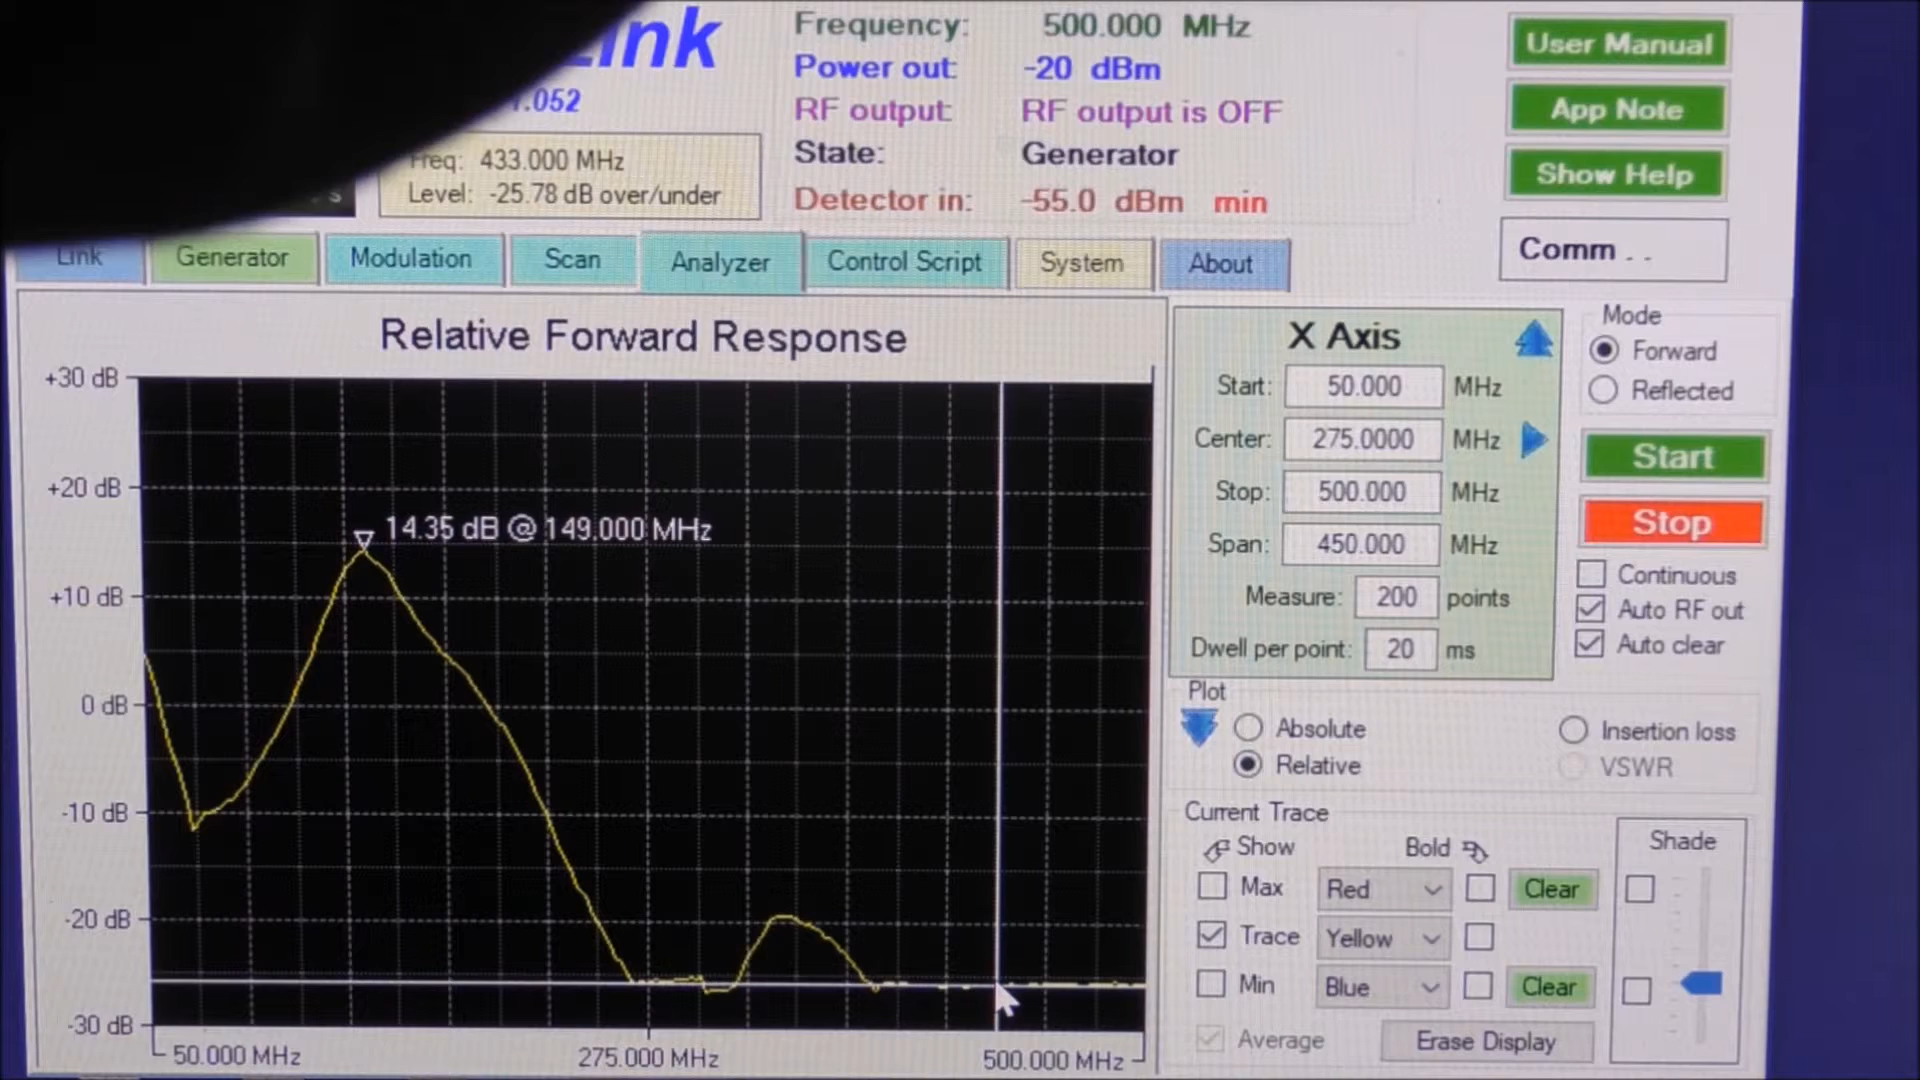 Frequency: 500.000 MHz
Power out: -20 dBm
.052
RF output: RF output is OFF
State: Generator
Detector in: -55.0 dBm min
Freq: 433.000 MHz
Level: -25.78 dB over/under
User Manual
App Note
Show Help
Comm . .
Link
Generator
Modulation
Scan
Analyzer
Control Script
System
About
Relative Forward Response
+30 dB
+20 dB
+10 dB
0 dB
-10 dB
-20 dB
-30 dB
14.35 dB @ 149.000 MHz
50.000 MHz
275.000 MHz
500.000 MHz
X Axis
Start: 50.000 MHz
Center: 275.0000 MHz
Stop: 500.000 MHz
Span: 450.000 MHz
Measure: 200 points
Dwell per point: 20 ms
Mode
Forward
Reflected
Start
Stop
Continuous
Auto RF out
Auto clear
Plot
Absolute
Insertion loss
Relative
VSWR
Current Trace
Show Bold
Max Red Clear
Trace Yellow
Min Blue Clear
Average Erase Display
Shade